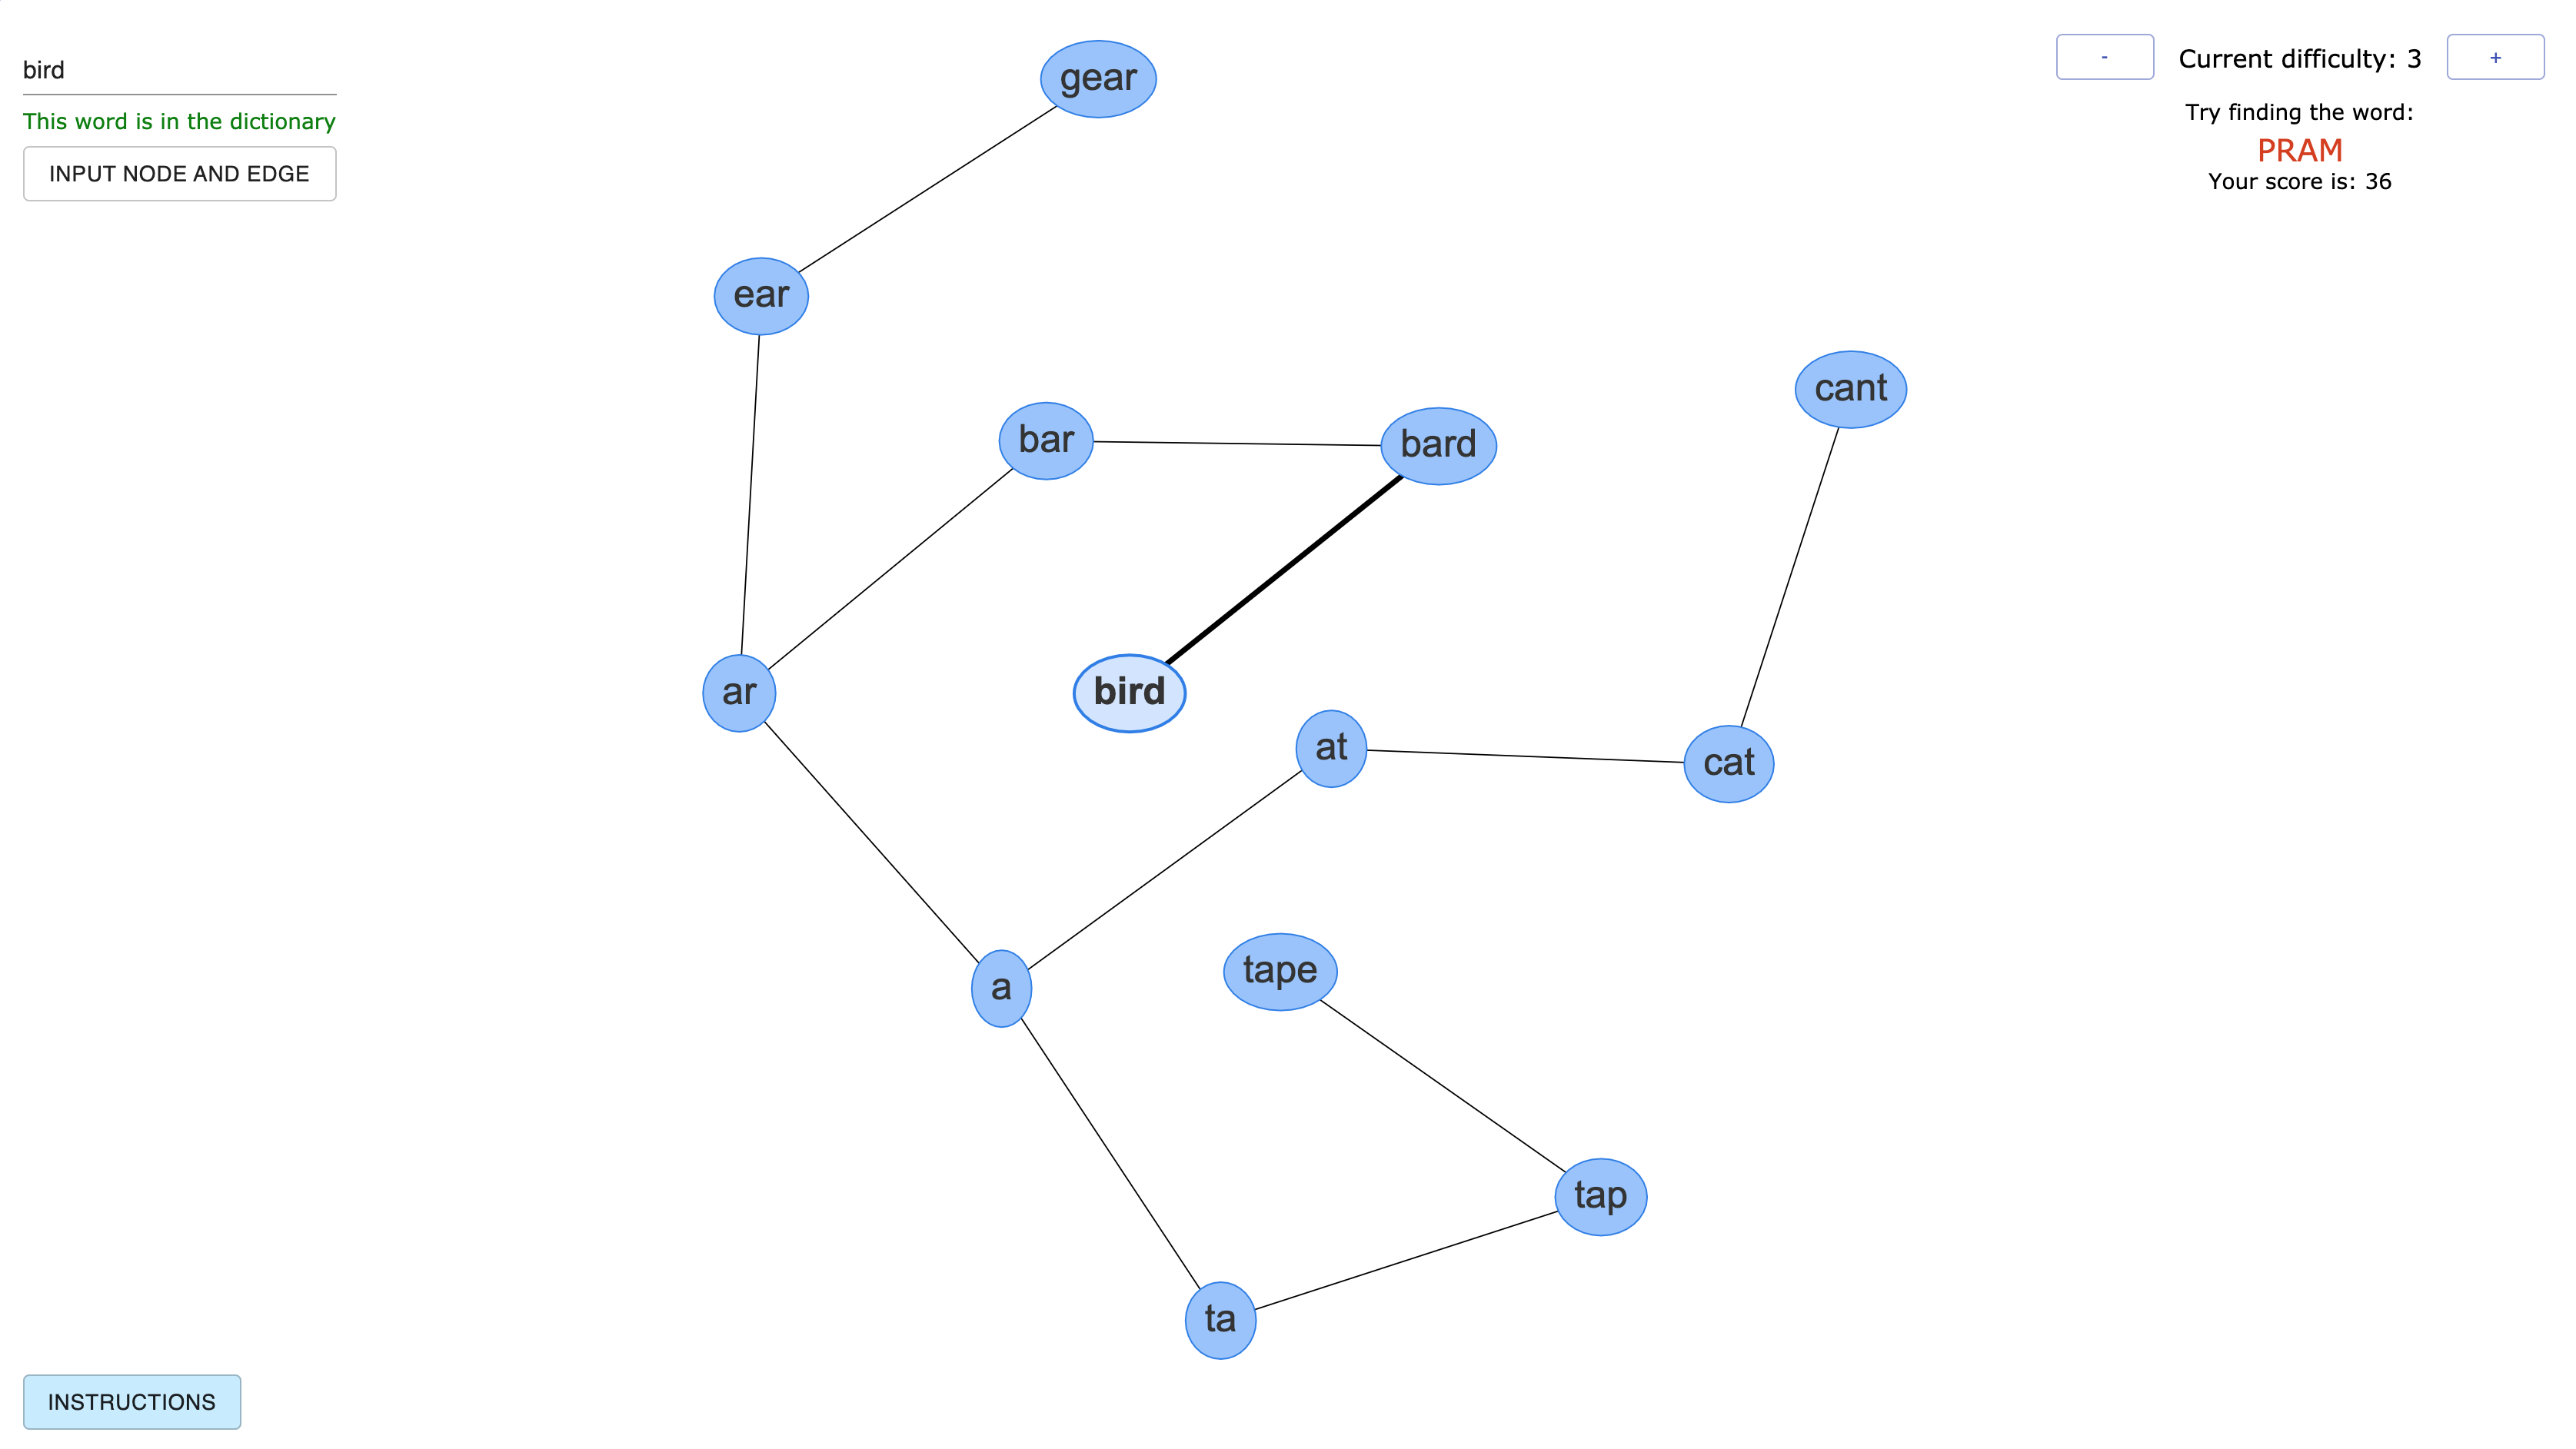 bird
This word is in the dictionary
INPUT NODE AND EDGE
- Current difficulty: 3 +
Try finding the word:
PRAM
Your score is: 36
gear
ear
cant
bar
bard
ar
bird
at
cat
tape
a
tap
ta
INSTRUCTIONS